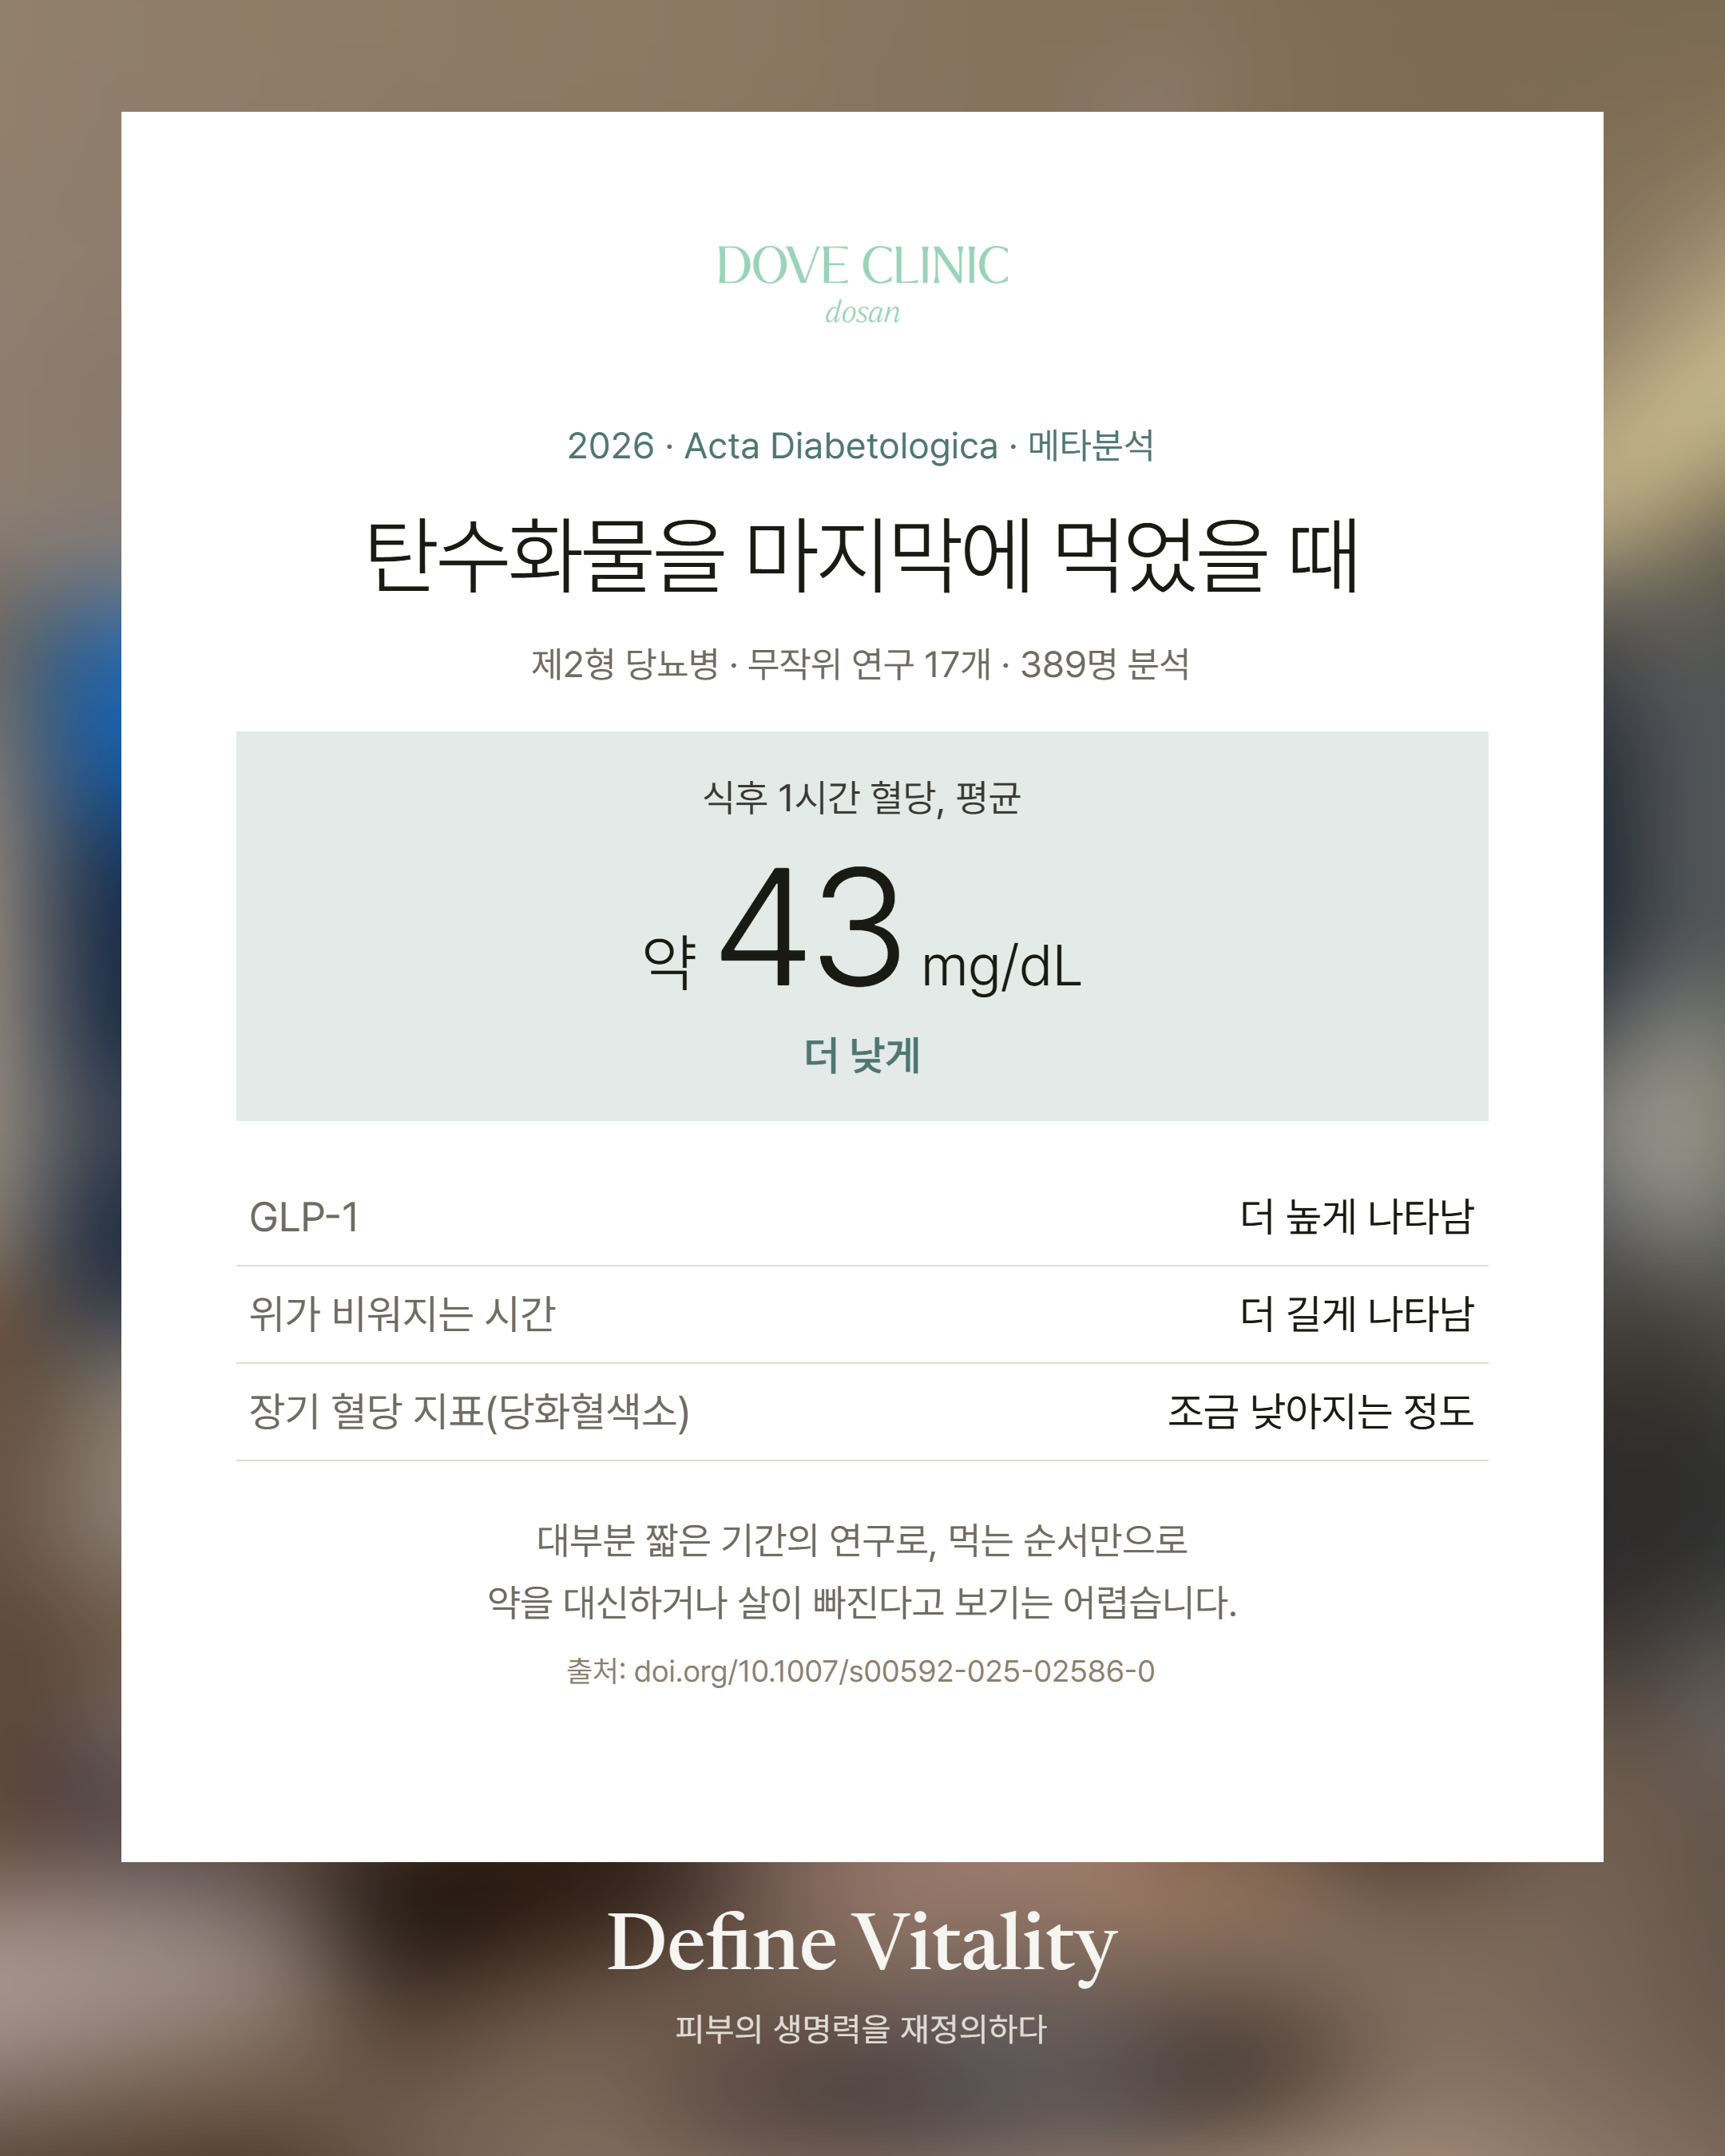 DOVE CLINIC
dosan
2026 · Acta Diabetologica · 메타분석
탄수화물을 마지막에 먹었을 때
제2형 당뇨병 · 무작위 연구 17개 · 389명 분석
식후 1시간 혈당, 평균
약 43 mg/dL
더 낮게
GLP-1 더 높게 나타남
위가 비워지는 시간 더 길게 나타남
장기 혈당 지표(당화혈색소) 조금 낮아지는 정도
대부분 짧은 기간의 연구로, 먹는 순서만으로
약을 대신하거나 살이 빠진다고 보기는 어렵습니다.
출처: doi.org/10.1007/s00592-025-02586-0
Define Vitality
피부의 생명력을 재정의하다